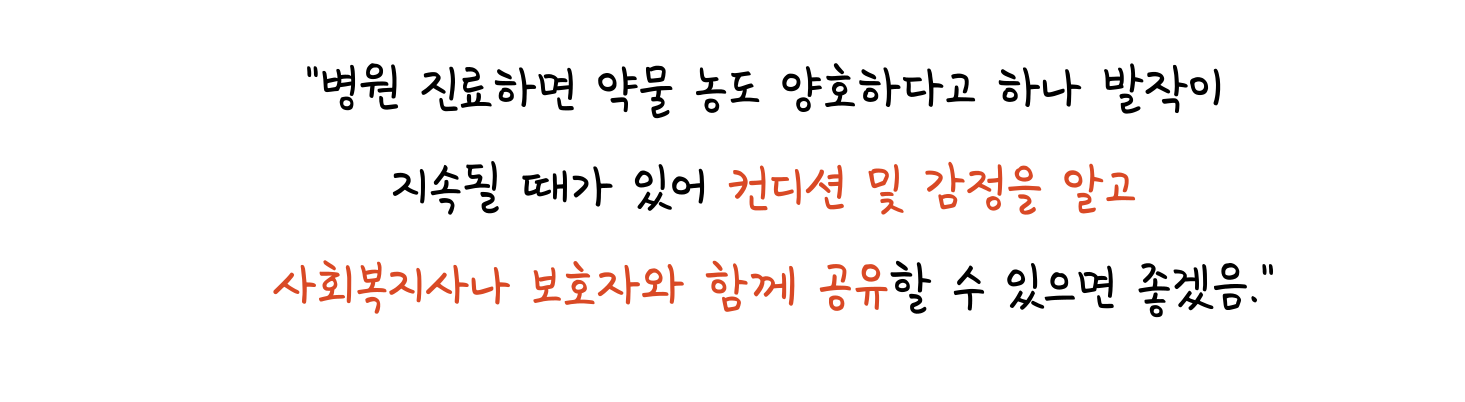 "병원 진료하면 약물 농도 양호하다고 하나 발작이
지속될 때가 있어 컨디션 및 감정을 알고
사회복지사나 보호자와 함께 공유할 수 있으면 좋겠음."